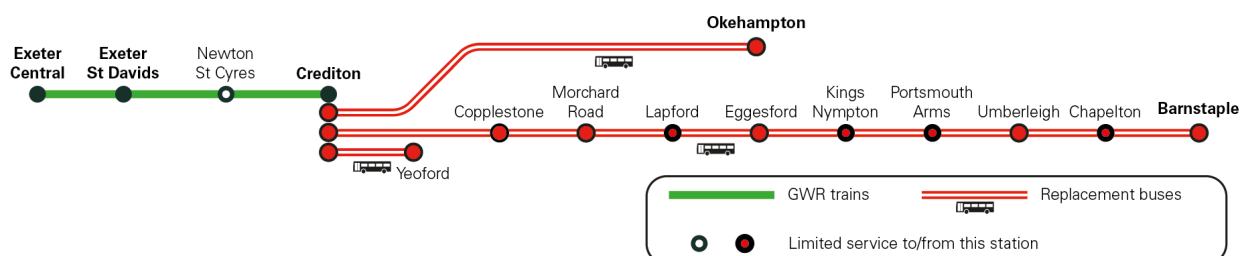 Okehampton
Exeter
Central
Exeter
St Davids
Newton
St Cyres
Crediton
Copplestone
Morchard
Road
Lapford
Eggesford
Kings
Nympton
Portsmouth
Arms
Umberleigh
Chapelton
Barnstaple
Yeoford
GWR trains
Replacement buses
Limited service to/from this station